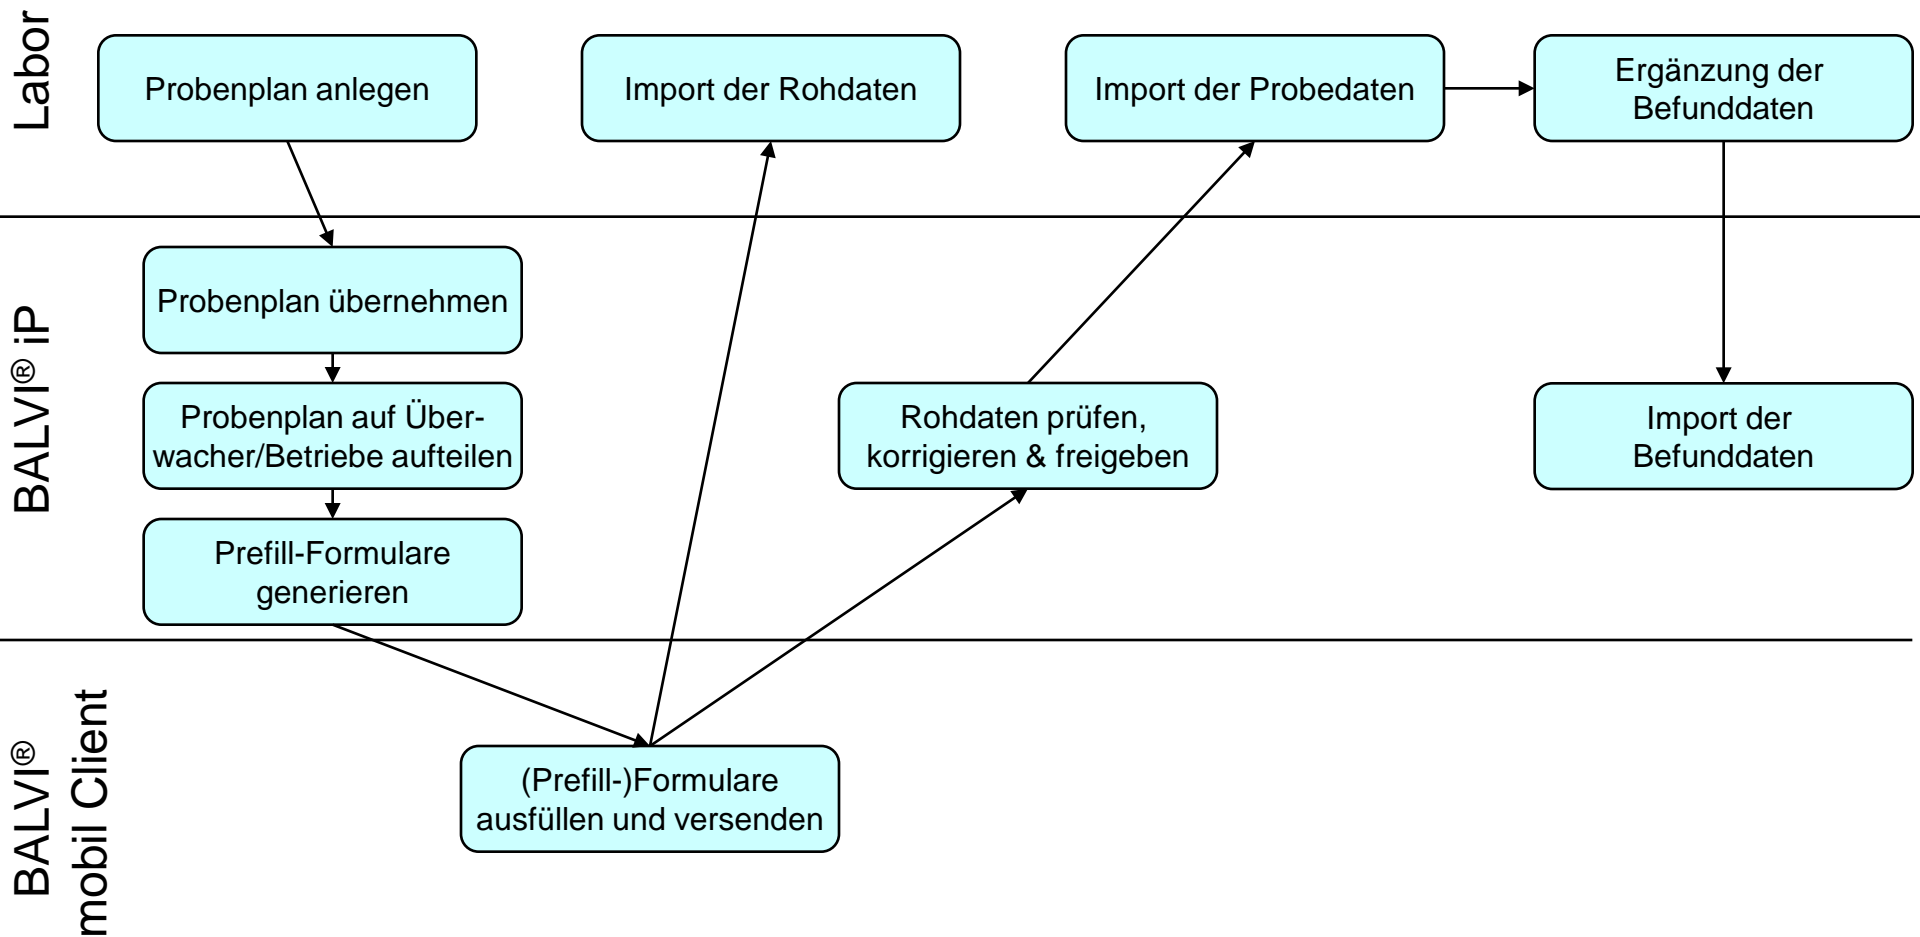 Labor
Probenplan anlegen
Import der Rohdaten
Import der Probedaten
Ergänzung der
Befunddaten
BALVI® iP
Probenplan übernehmen
Probenplan auf Über-
wacher/Betriebe aufteilen
Prefill-Formulare
generieren
Rohdaten prüfen,
korrigieren & freigeben
Import der
Befunddaten
BALVI®
mobil Client
(Prefill-)Formulare
ausfüllen und versenden